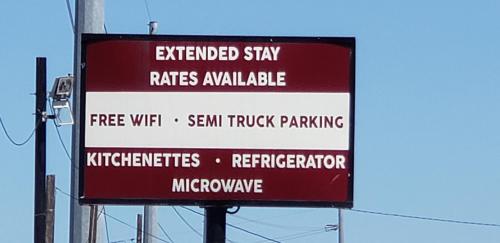 EXTENDED STAY
RATES AVAILABLE
FREE WIFI • SEMI TRUCK PARKING
KITCHENETTES • REFRIGERATOR
MICROWAVE